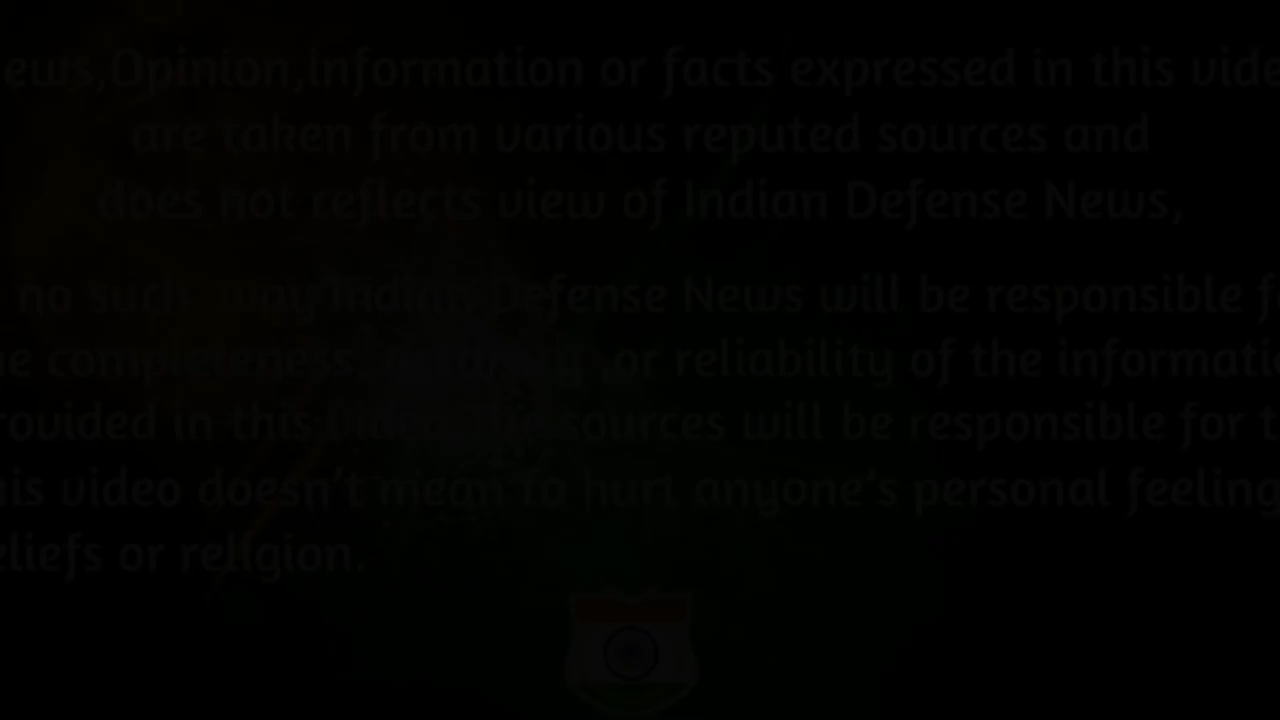 ews,Opinion,information or facts expressed in this vide
are taken from various reputed sources and
does not reflects view of Indian Defense News,
no such way Indian Defense News will be responsible f
e completeness, or reliability of the informati
rovided in this video. The sources will be responsible for t
is video doesn't mean to hurt anyone's personal feeling
eliefs or religion.